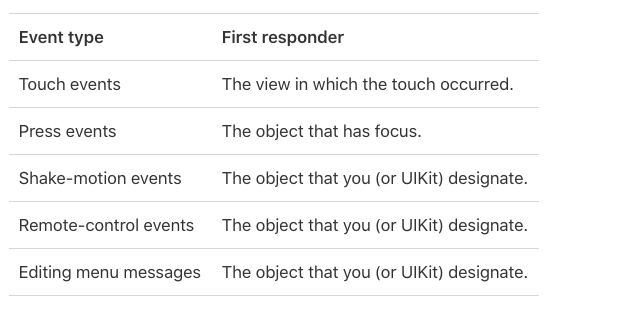 Event type First responder
Touch events The view in which the touch occurred.
Press events The object that has focus.
Shake-motion events The object that you (or UIKit) designate.
Remote-control events The object that you (or UIKit) designate.
Editing menu messages The object that you (or UIKit) designate.